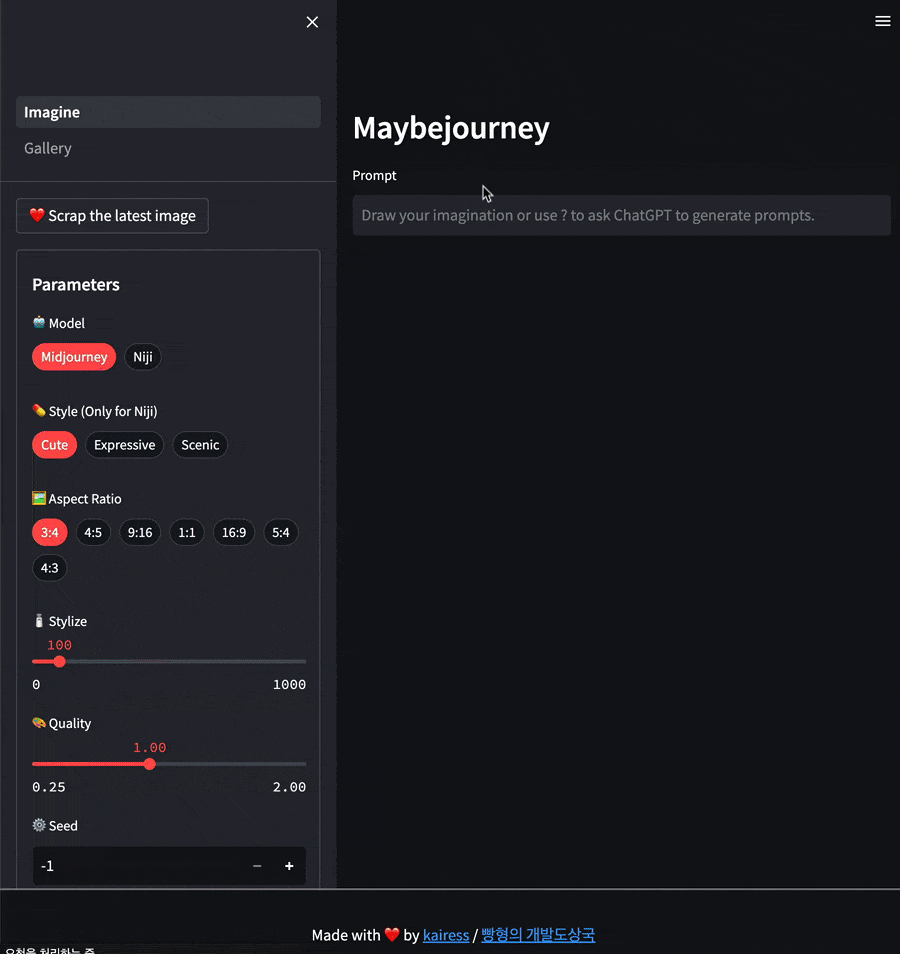 Imagine
Gallery
❤️ Scrap the latest image
Parameters
🤖 Model
Midjourney Niji
💊 Style (Only for Niji)
Cute Expressive Scenic
🖼️ Aspect Ratio
3:4 4:5 9:16 1:1 16:9 5:4
4:3
🧂 Stylize
100
0 1000
🎨 Quality
1.00
0.25 2.00
⚙️ Seed
-1 − +
Maybejourney
Prompt
Draw your imagination or use ? to ask ChatGPT to generate prompts.
Made with ❤️ by kairess / 빵형의 개발도상국
요청을 처리하는 중